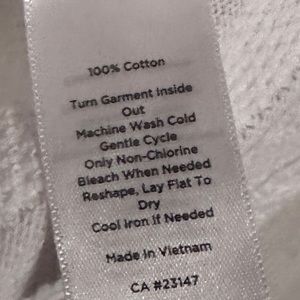 100% Cotton
Turn Garment Inside
Out
Machine Wash Cold
Gentle Cycle
Only Non-Chlorine
Bleach When Needed
Reshape, Lay Flat To
Dry
Cool Iron If Needed
Made In Vietnam
CA #23147